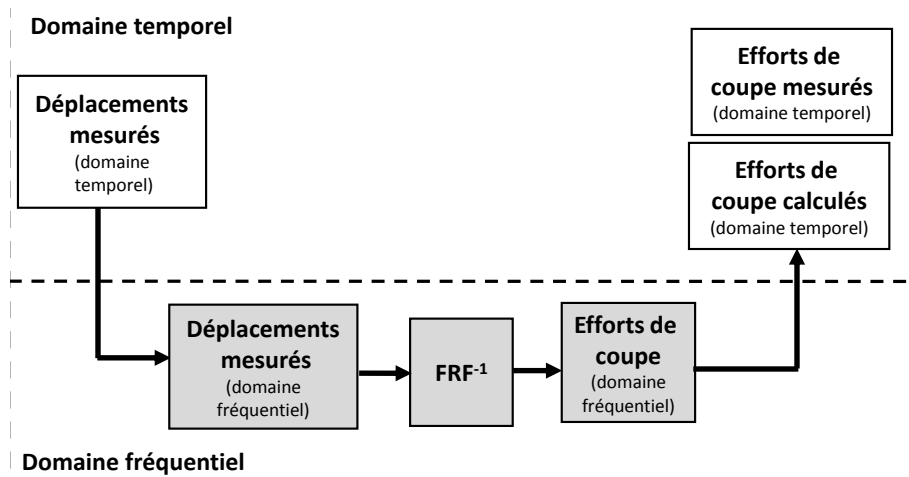 Domaine temporel
Déplacements
mesurés
(domaine
temporel)
Efforts de
coupe mesurés
(domaine temporel)
Efforts de
coupe calculés
(domaine temporel)
Déplacements
mesurés
(domaine
fréquentiel)
FRF-1
Efforts de
coupe
(domaine
fréquentiel)
Domaine fréquentiel